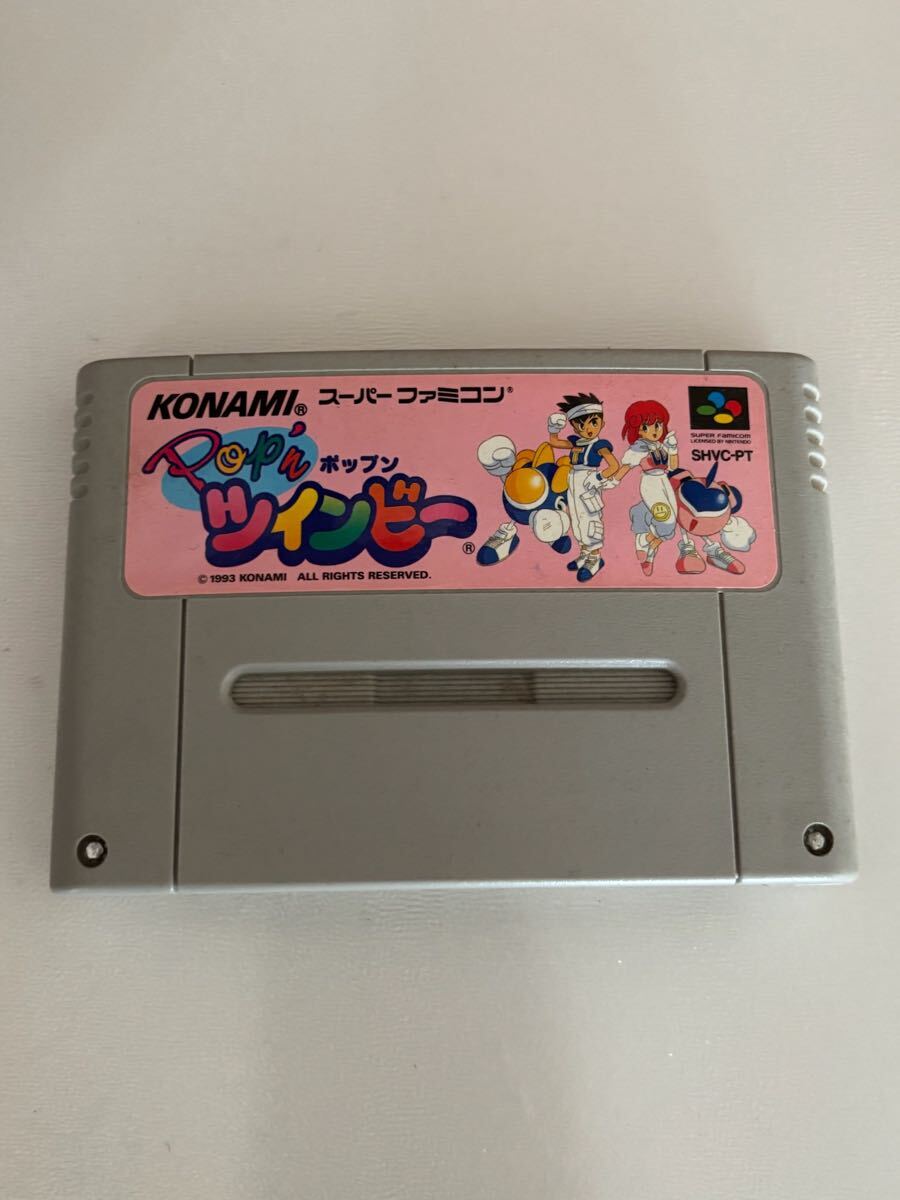 KONAMI® スーパーファミコン®
Pop'n ポップン
ツインビー®
© 1993 KONAMI ALL RIGHTS RESERVED.
SUPER FAMICOM
LICENSED BY NINTENDO
SHVC-PT